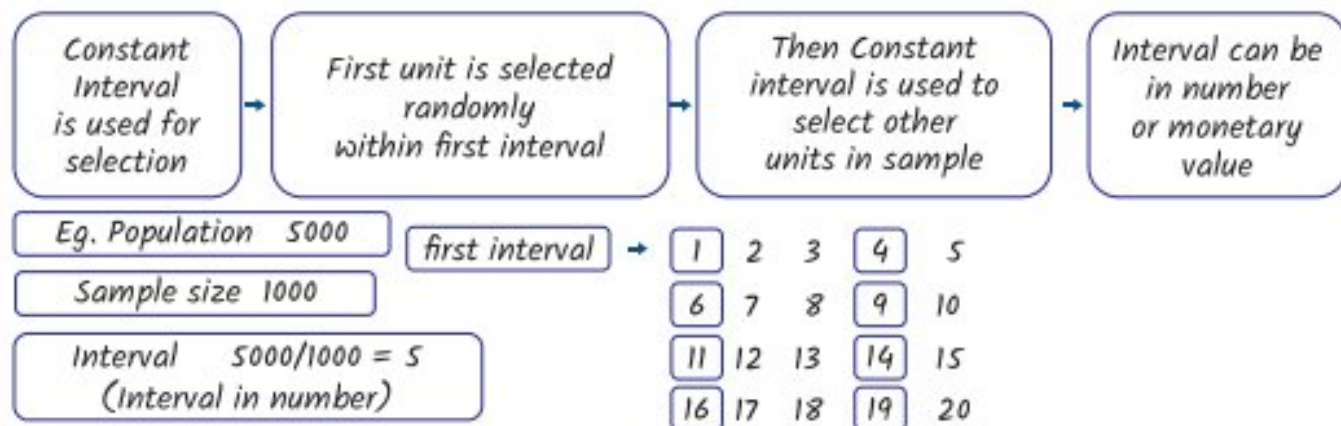 Constant
Interval
is used for
selection
First unit is selected
randomly
within first interval
Then Constant
interval is used to
select other
units in sample
Interval can be
in number
or monetary
value
Eg. Population 5000
Sample size 1000
Interval 5000/1000 = 5
(Interval in number)
first interval
1 2 3 4 5
6 7 8 9 10
11 12 13 14 15
16 17 18 19 20